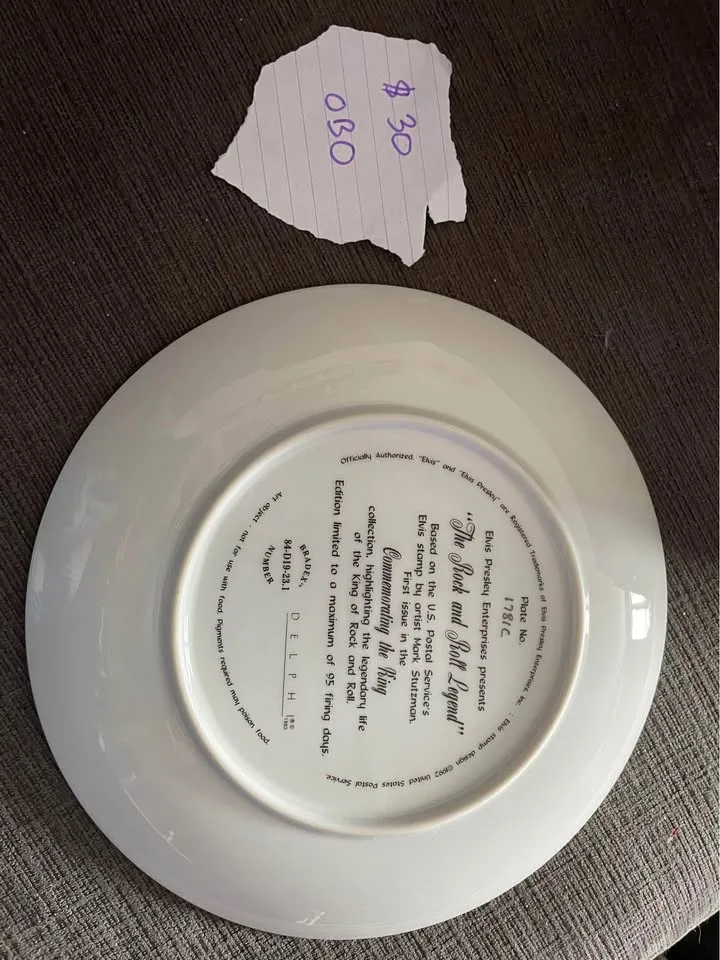 $ 30
OBO
Officially Authorized. "Elvis" and "Elvis Presley" are Registered Trademarks of Elvis Presley Enterprises, Inc. · Elvis stamp design ©1992 United States Postal Service.
Plate No.
1781C
Elvis Presley Enterprises presents
"The Rock and Roll Legend"
Based on the U.S. Postal Service's
Elvis stamp by artist Mark Stutzman.
First issue in the
Commemorating the King
collection, highlighting the legendary life
of the King of Rock and Roll.
Edition limited to a maximum of 95 firing days.
BRADEX®
84-D19-23.1
NUMBER
DELPHI®©
Art object - not for use with food. Pigments required may poison food.